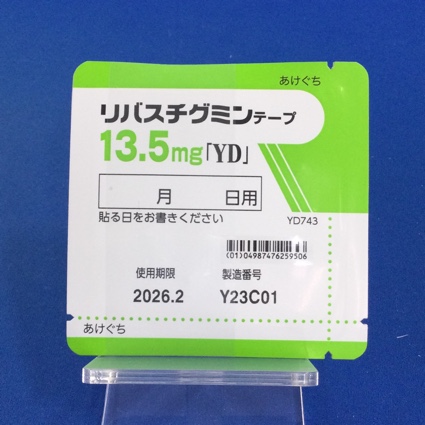 あけぐち
リバスチグミンテープ
13.5mg「YD」
月 日用
貼る日をお書きください
YD743
(01)04987476259506
使用期限 製造番号
2026.2 Y23C01
あけぐち